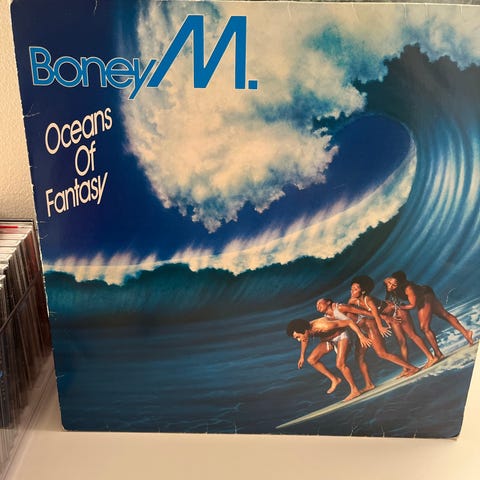 Boney M.
Oceans
Of
Fantasy